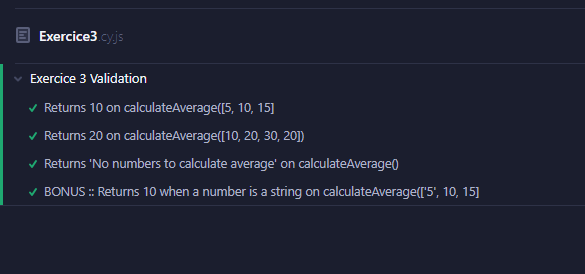 Exercice3.cy.js
Exercice 3 Validation
Returns 10 on calculateAverage([5, 10, 15]
Returns 20 on calculateAverage([10, 20, 30, 20])
Returns 'No numbers to calculate average' on calculateAverage()
BONUS :: Returns 10 when a number is a string on calculateAverage(['5', 10, 15]